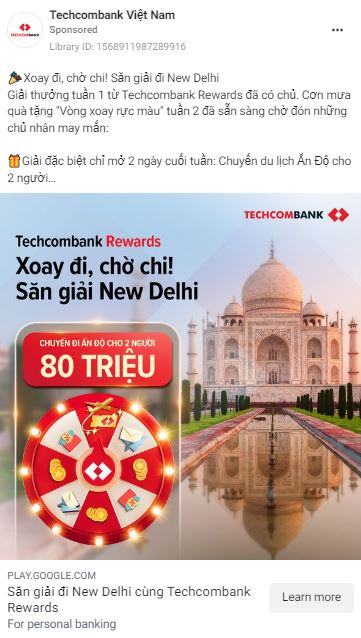 Techcombank Việt Nam
Sponsored
Library ID: 1568911987289916
TECHCOMBANK
Xoay đi, chờ chi! Săn giải đi New Delhi
Giải thưởng tuần 1 từ Techcombank Rewards đã có chủ. Cơn mưa
quà tặng "Vòng xoay rực màu" tuần 2 đã sẵn sàng chờ đón những
chủ nhân may mắn:
Giải đặc biệt chỉ mở 2 ngày cuối tuần: Chuyến du lịch Ấn Độ cho
2 người...
TECHCOMBANK
Techcombank Rewards
Xoay đi, chờ chi!
Săn giải New Delhi
CHUYẾN ĐI ẤN ĐỘ CHO 2 NGƯỜI
80 TRIỆU
PLAY.GOOGLE.COM
Săn giải đi New Delhi cùng Techcombank
Rewards
For personal banking
Learn more